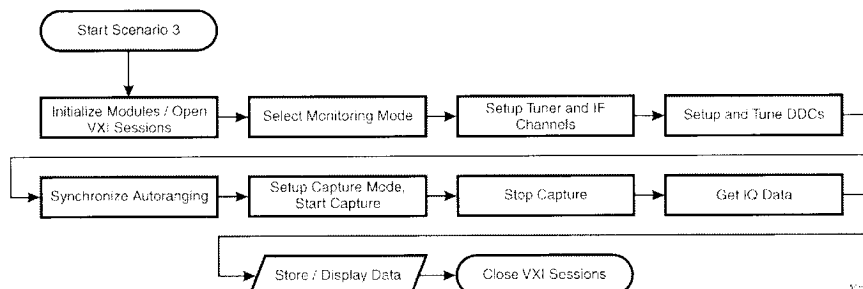 Start Scenario 3
Initialize Modules / Open
VXI Sessions
Select Monitoring Mode
Setup Tuner and IF
Channels
Setup and Tune DDCs
Synchronize Autoranging
Setup Capture Mode,
Start Capture
Stop Capture
Get IQ Data
Store / Display Data
Close VXI Sessions